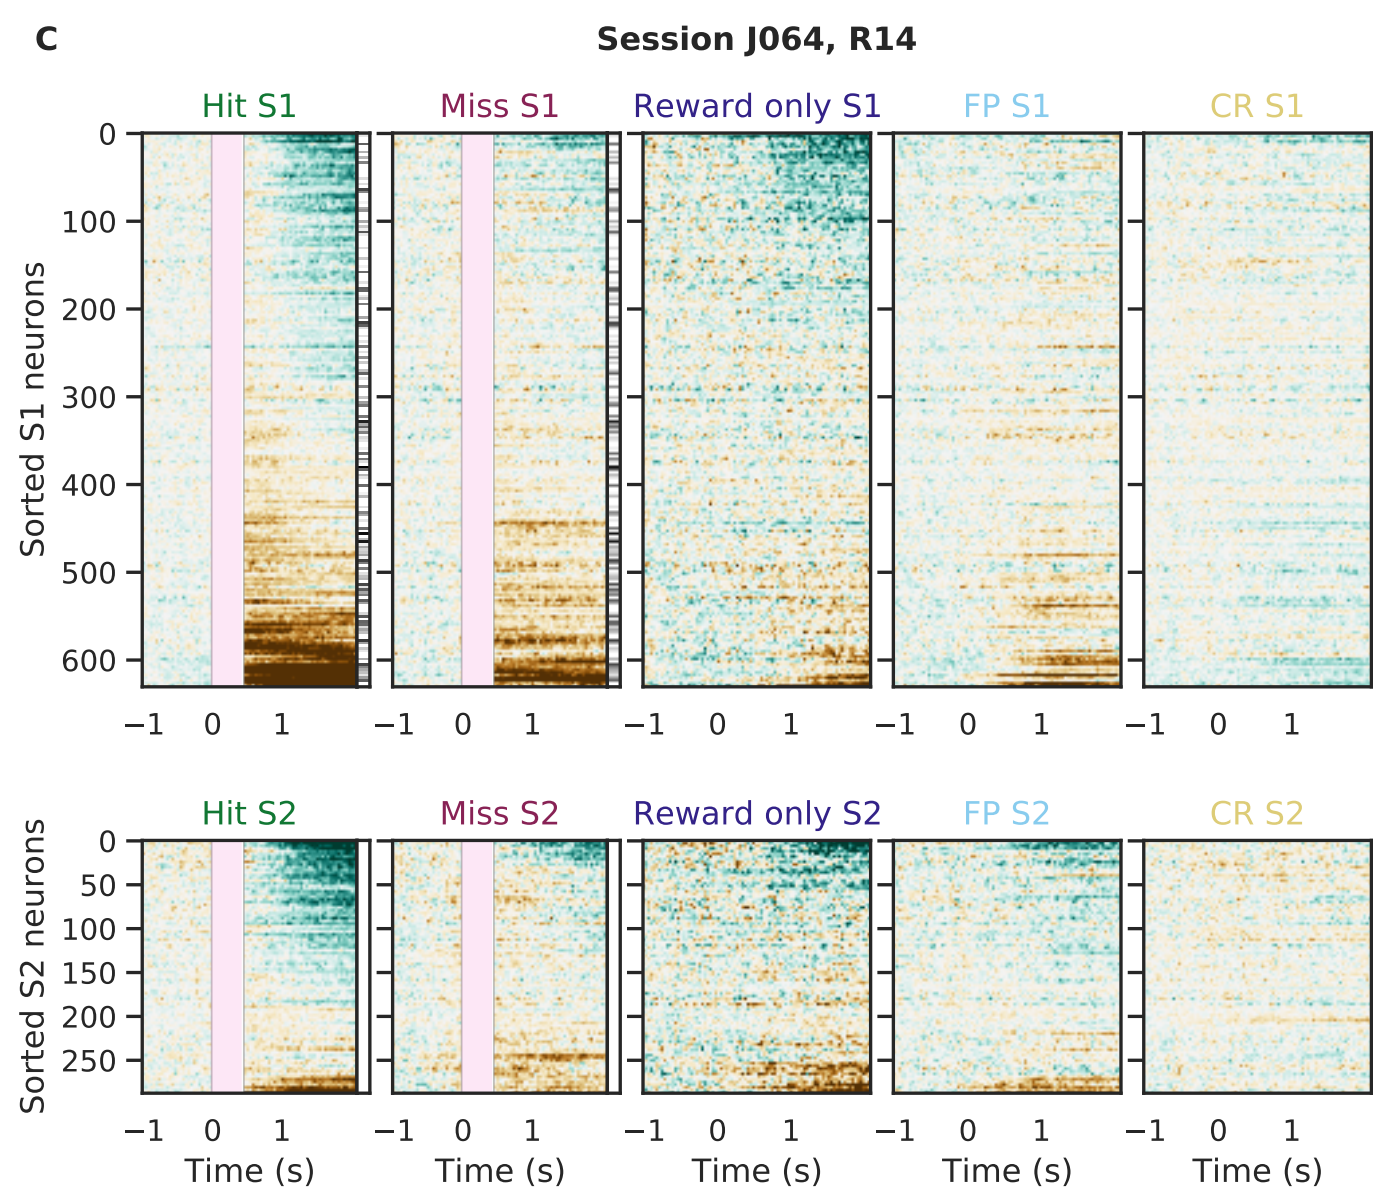 C
Session J064, R14
Hit S1 Miss S1 Reward only S1 FP S1 CR S1
Sorted S1 neurons
0
100
200
300
400
500
600
−1 0 1 −1 0 1 −1 0 1 −1 0 1 −1 0 1
Hit S2 Miss S2 Reward only S2 FP S2 CR S2
Sorted S2 neurons
0
50
100
150
200
250
−1 0 1 −1 0 1 −1 0 1 −1 0 1 −1 0 1
Time (s) Time (s) Time (s) Time (s) Time (s)